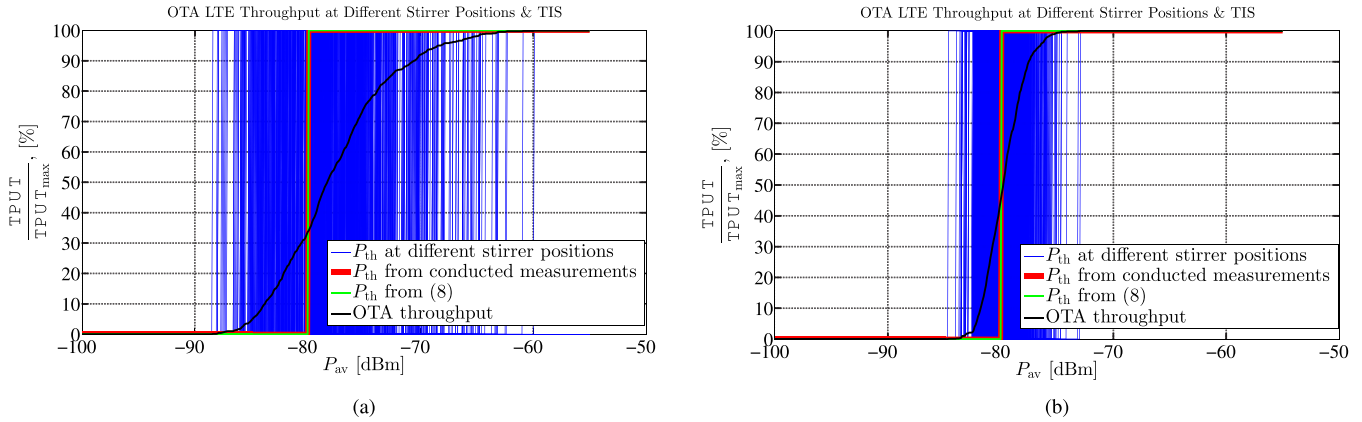 OTA LTE Throughput at Different Stirrer Positions & TIS
100
90
80
70
60
50
40
30
20
10
0
TPUT
TPUTmax
, [%]
Pth at different stirrer positions
Pth from conducted measurements
Pth from (8)
OTA throughput
−100
−90
−80
−70
−60
−50
Pav [dBm]
(a)
OTA LTE Throughput at Different Stirrer Positions & TIS
100
90
80
70
60
50
40
30
20
10
0
TPUT
TPUTmax
, [%]
Pth at different stirrer positions
Pth from conducted measurements
Pth from (8)
OTA throughput
−100
−90
−80
−70
−60
−50
Pav [dBm]
(b)